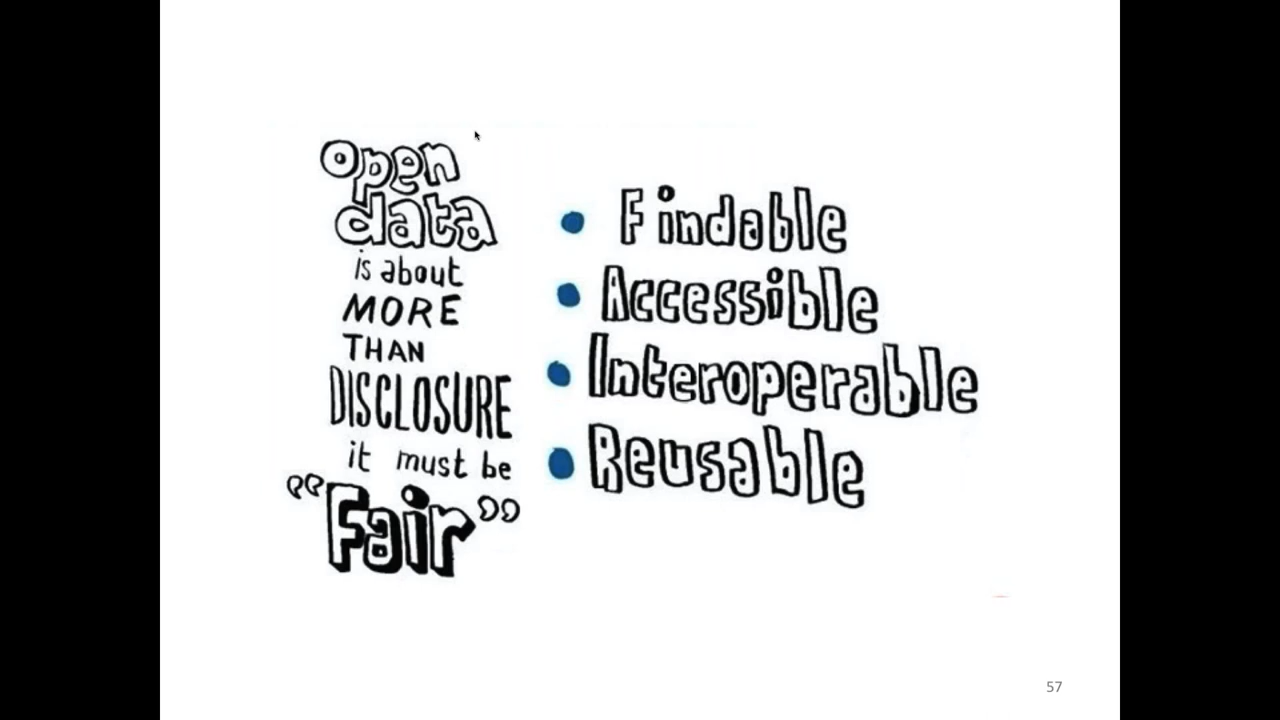 open
data
is about
MORE
THAN
DISCLOSURE
it must be
“Fair”
• Findable
• Accessible
• Interoperable
• Reusable
57